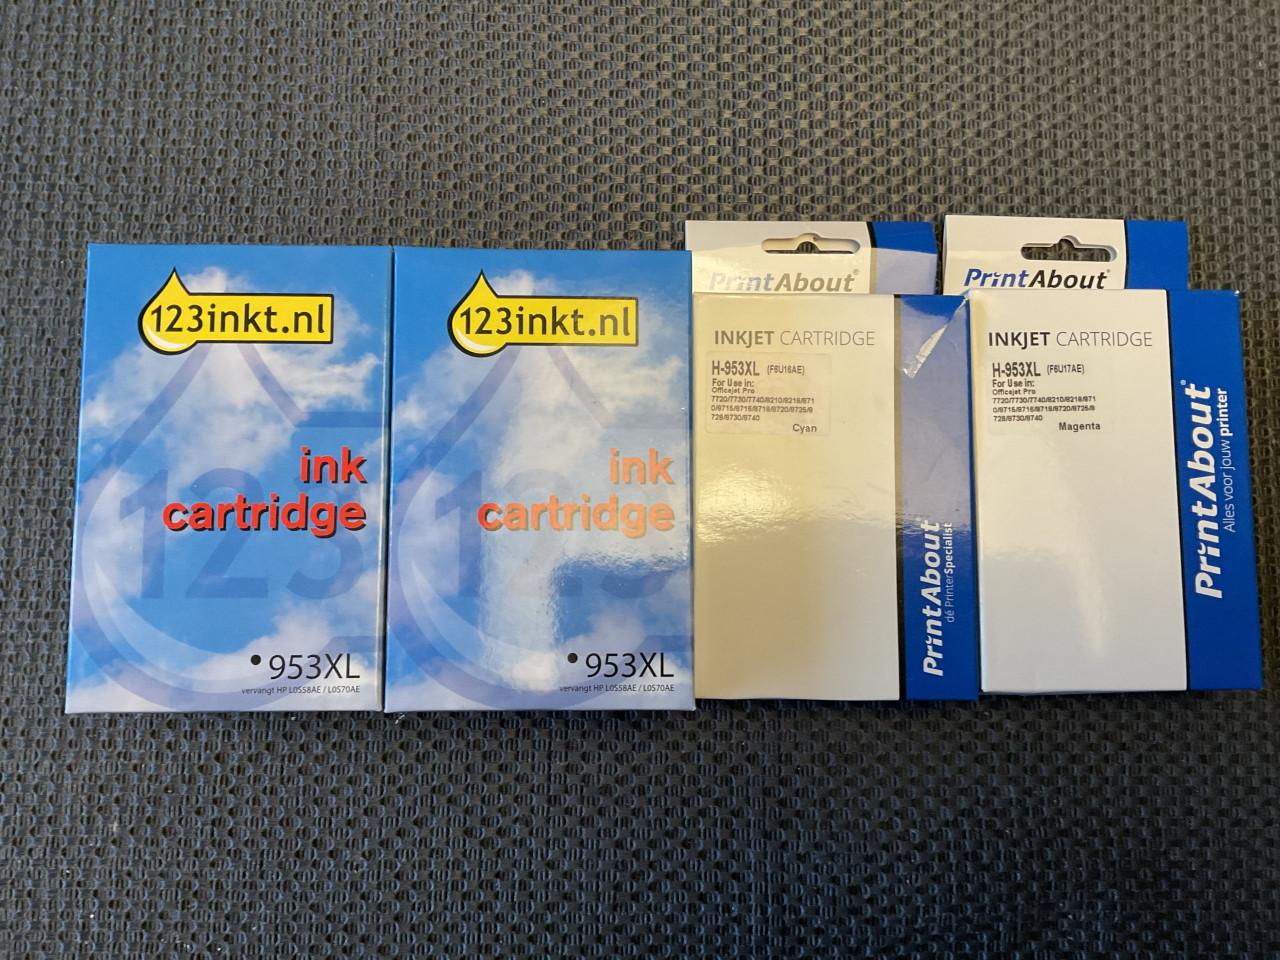 123inkt.nl
123
ink
cartridge
953XL
vervangt HP L0S58AE / L0S70AE
123inkt.nl
123
ink
cartridge
953XL
vervangt HP L0S58AE / L0S70AE
PrintAbout®
INKJET CARTRIDGE
H-953XL (F6U16AE)
For Use in:
Officejet Pro
7720/7730/7740/8210/8218/871
0/8715/8716/8718/8720/8725/8
728/8730/8740
Cyan
PrintAbout
dé PrinterSpecialist
PrintAbout®
INKJET CARTRIDGE
H-953XL (F6U17AE)
For Use in:
Officejet Pro
7720/7730/7740/8210/8218/871
0/8715/8716/8718/8720/8725/8
728/8730/8740
Magenta
PrintAbout®
Alles voor jouw printer